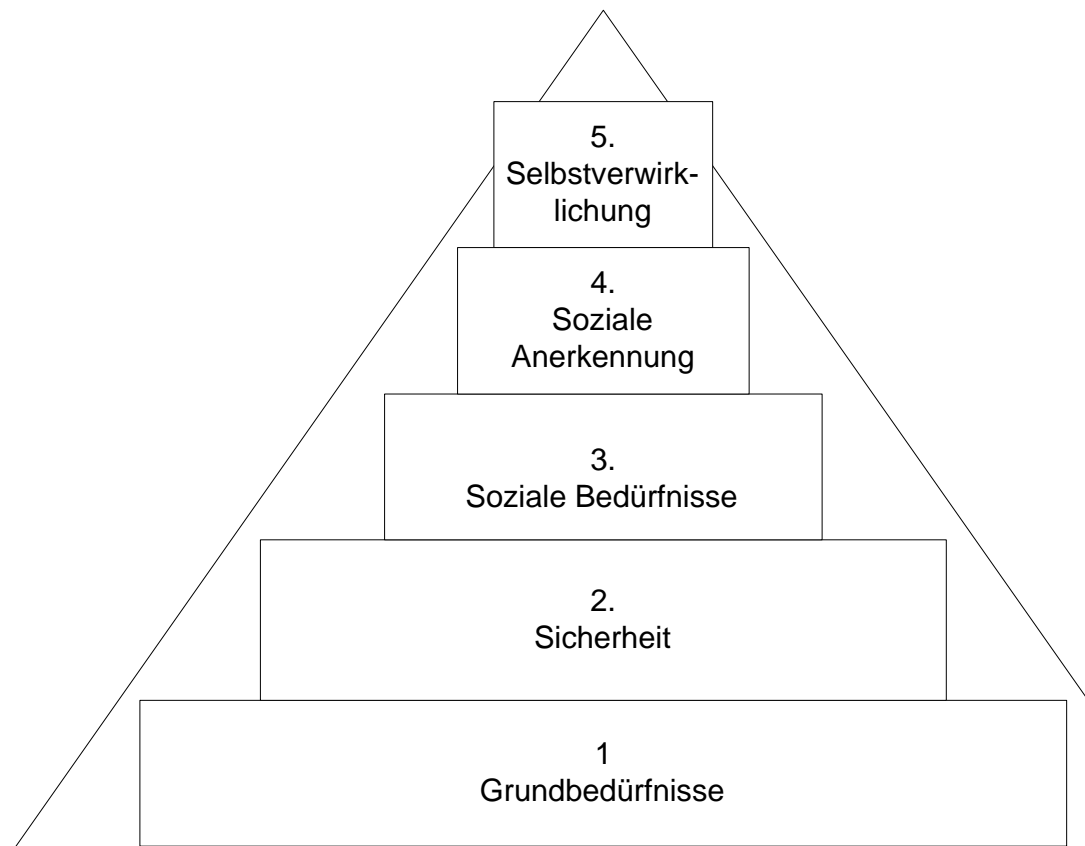 5.
Selbstverwirk-
lichung
4.
Soziale
Anerkennung
3.
Soziale Bedürfnisse
2.
Sicherheit
1
Grundbedürfnisse